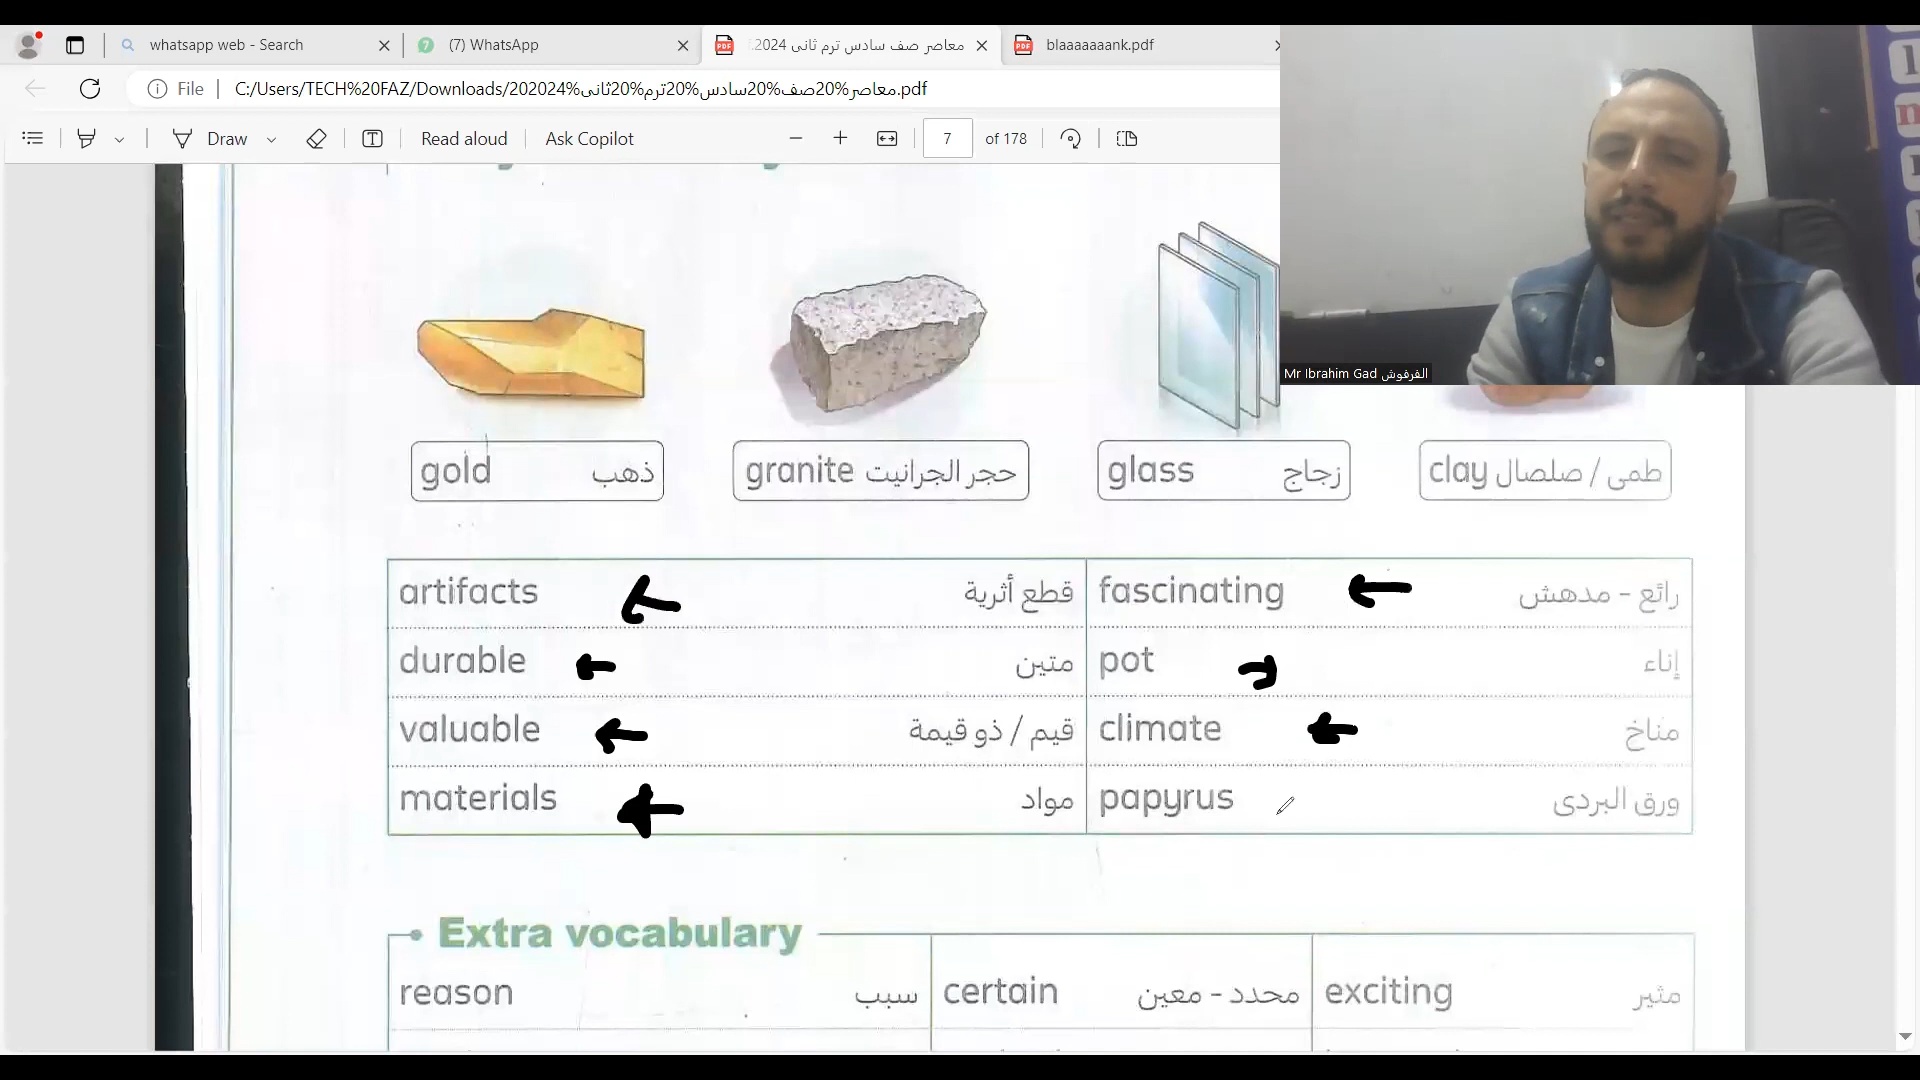 whatsapp web - Search
(7) WhatsApp
معاصر صف سادس ترم ثانى 2024
blaaaaaaank.pdf
File
C:/Users/TECH%20FAZ/Downloads/202024%معاصر%20صف%20سادس%20ترم%20ثانى.pdf
Draw
Read aloud
Ask Copilot
7 of 178
Mr Ibrahim Gad الفرفوش
gold ذهب
granite حجر الجرانيت
glass زجاج
clay طمى / صلصال
artifacts قطع أثرية fascinating رائع - مدهش
durable متين pot إناء
valuable قيم / ذو قيمة climate مناخ
materials مواد papyrus ورق البردى
Extra vocabulary
reason سبب certain محدد - معين exciting مثير